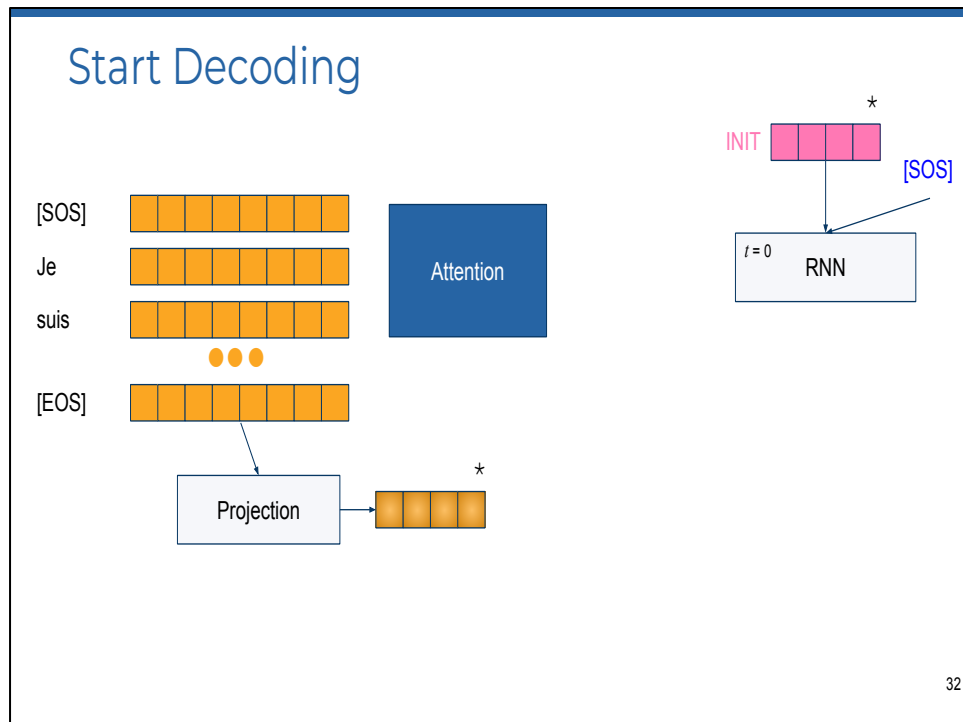 Start Decoding
*
INIT
[SOS]
[SOS]
Je
suis
[EOS]
Attention
t = 0
RNN
Projection
*
32